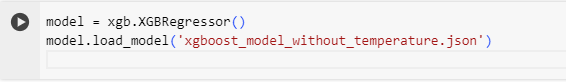 model = xgb.XGBRegressor()
model.load_model('xgboost_model_without_temperature.json')